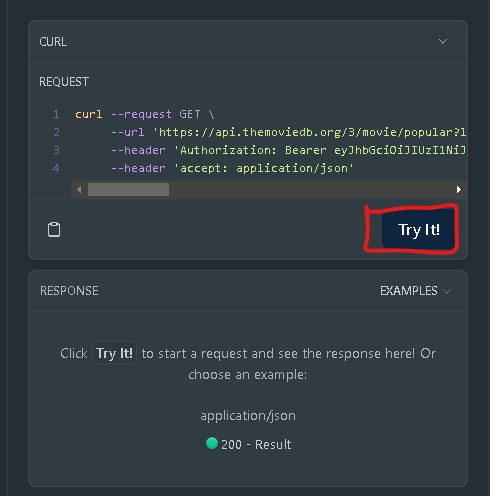 CURL
REQUEST
1 curl --request GET \
2 --url 'https://api.themoviedb.org/3/movie/popular?l
3 --header 'Authorization: Bearer eyJhbGciOiJIUzI1NiJ
4 --header 'accept: application/json'
Try It!
RESPONSE EXAMPLES
Click Try It! to start a request and see the response here! Or
choose an example:
application/json
200 - Result